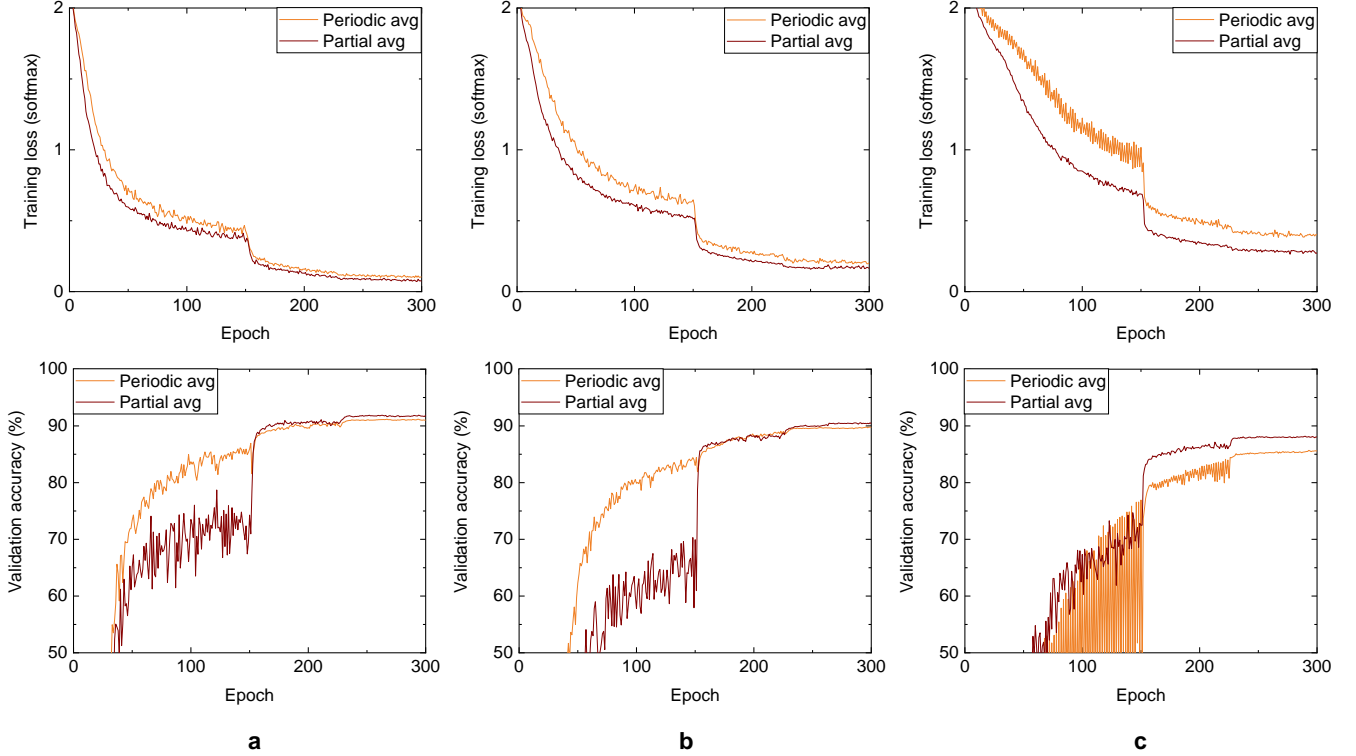 Periodic avg
Partial avg
2
1
0
0
100
200
300
Training loss (softmax)
Epoch
Periodic avg
Partial avg
2
1
0
0
100
200
300
Training loss (softmax)
Epoch
Periodic avg
Partial avg
2
1
0
0
100
200
300
Training loss (softmax)
Epoch
Periodic avg
Partial avg
100
90
80
70
60
50
0
100
200
300
Validation accuracy (%)
Epoch
a
Periodic avg
Partial avg
100
90
80
70
60
50
0
100
200
300
Validation accuracy (%)
Epoch
b
Periodic avg
Partial avg
100
90
80
70
60
50
0
100
200
300
Validation accuracy (%)
Epoch
c